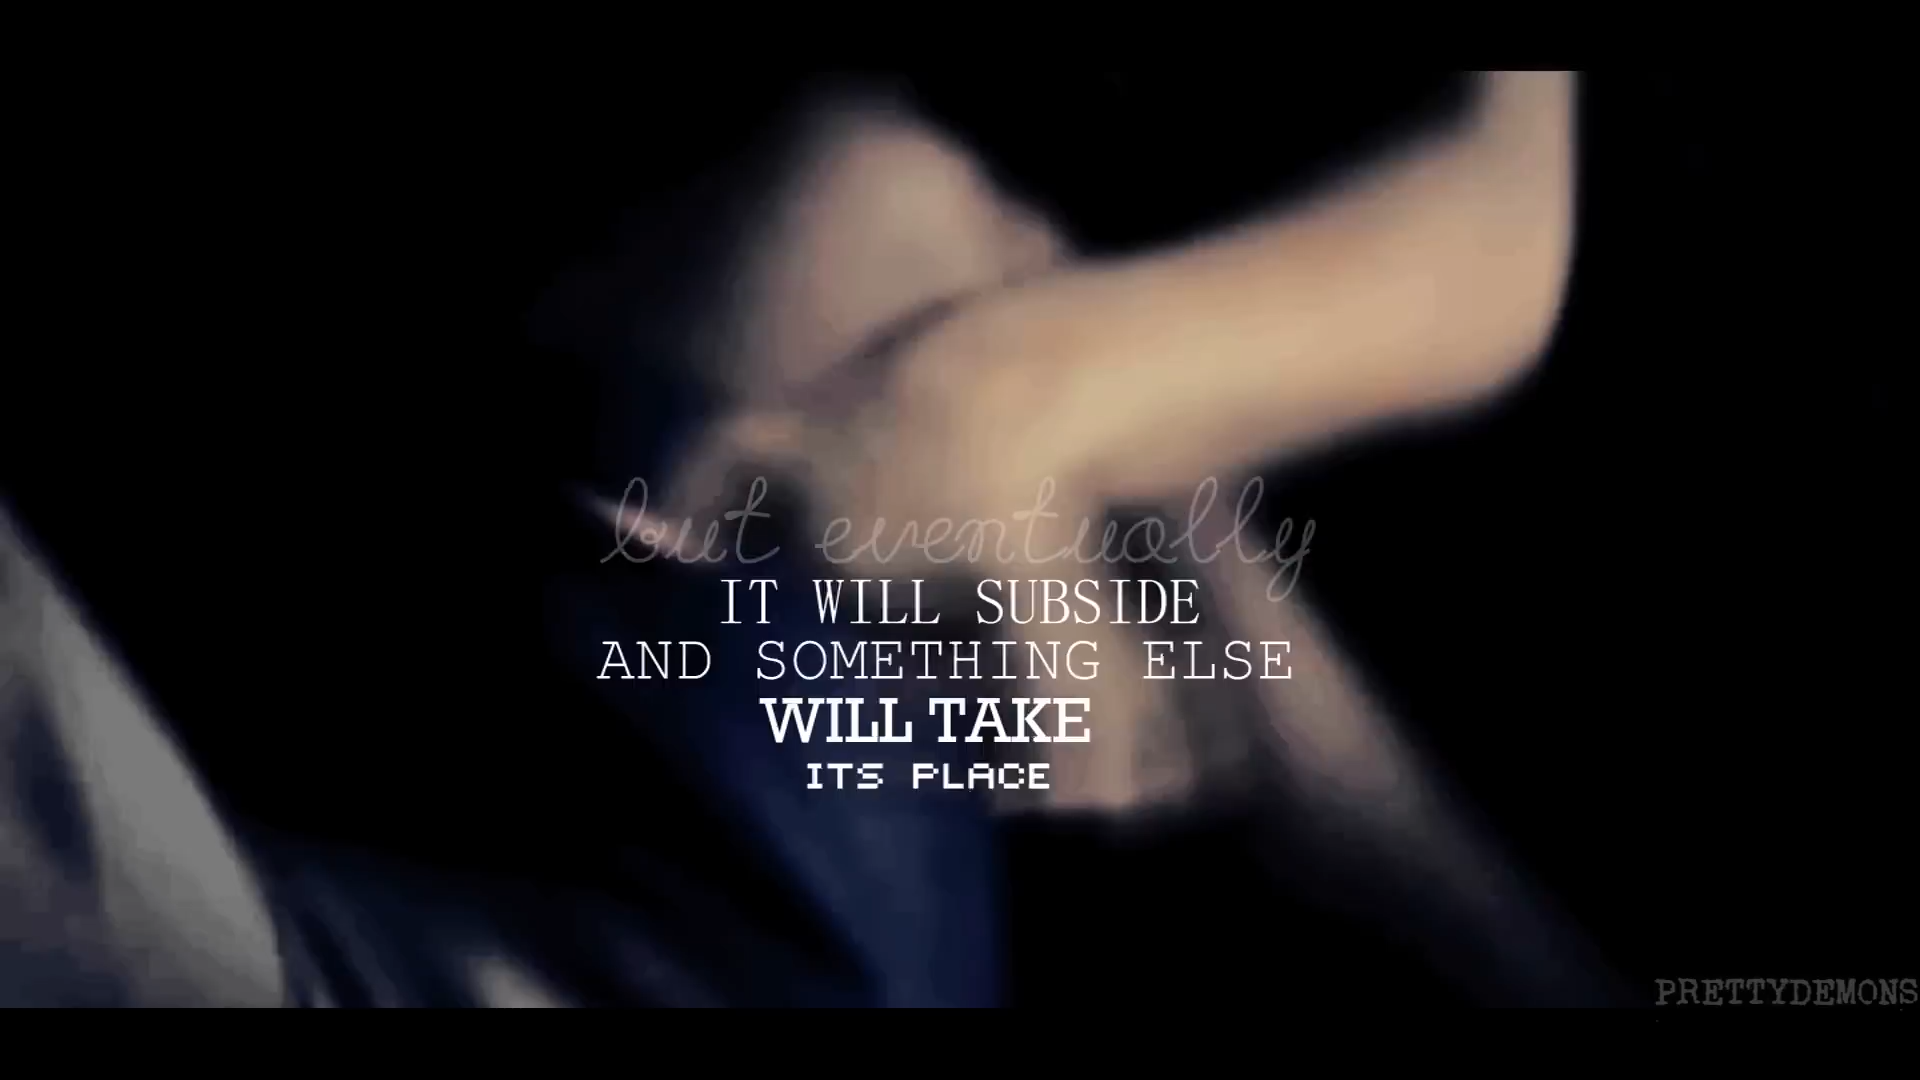 but eventually
IT WILL SUBSIDE
AND SOMETHING ELSE
WILL TAKE
ITS PLACE
PRETTYDEMONS